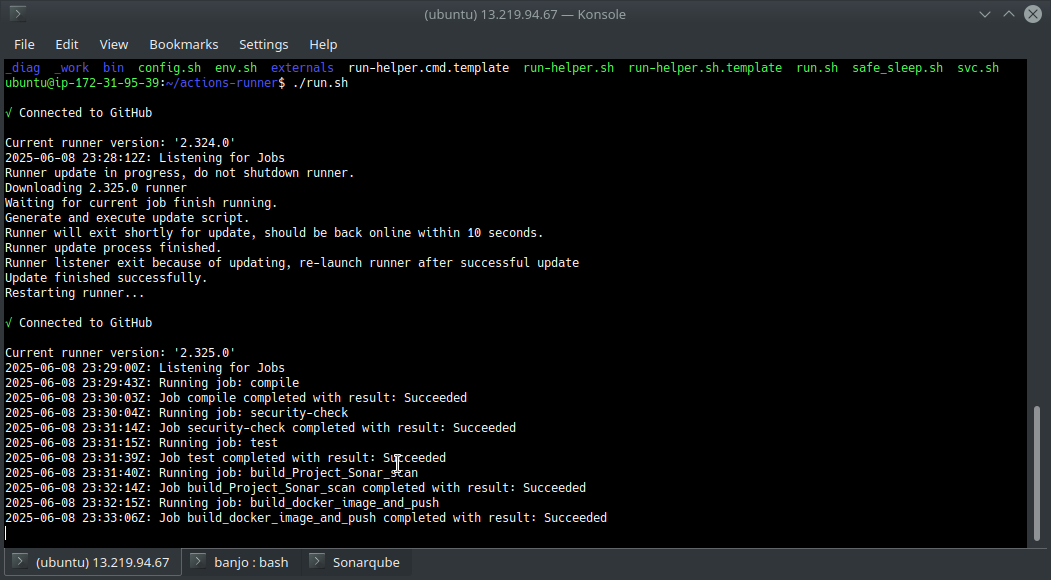 (ubuntu) 13.219.94.67 — Konsole
File Edit View Bookmarks Settings Help
_diag _work bin config.sh env.sh externals run-helper.cmd.template run-helper.sh run-helper.sh.template run.sh safe_sleep.sh svc.sh
ubuntu@ip-172-31-95-39:~/actions-runner$ ./run.sh
√ Connected to GitHub
Current runner version: '2.324.0'
2025-06-08 23:28:12Z: Listening for Jobs
Runner update in progress, do not shutdown runner.
Downloading 2.325.0 runner
Waiting for current job finish running.
Generate and execute update script.
Runner will exit shortly for update, should be back online within 10 seconds.
Runner update process finished.
Runner listener exit because of updating, re-launch runner after successful update
Update finished successfully.
Restarting runner...
√ Connected to GitHub
Current runner version: '2.325.0'
2025-06-08 23:29:00Z: Listening for Jobs
2025-06-08 23:29:43Z: Running job: compile
2025-06-08 23:30:03Z: Job compile completed with result: Succeeded
2025-06-08 23:30:04Z: Running job: security-check
2025-06-08 23:31:14Z: Job security-check completed with result: Succeeded
2025-06-08 23:31:15Z: Running job: test
2025-06-08 23:31:39Z: Job test completed with result: Succeeded
2025-06-08 23:31:40Z: Running job: build_Project_Sonar_scan
2025-06-08 23:32:14Z: Job build_Project_Sonar_scan completed with result: Succeeded
2025-06-08 23:32:15Z: Running job: build_docker_image_and_push
2025-06-08 23:33:06Z: Job build_docker_image_and_push completed with result: Succeeded
(ubuntu) 13.219.94.67 banjo : bash Sonarqube